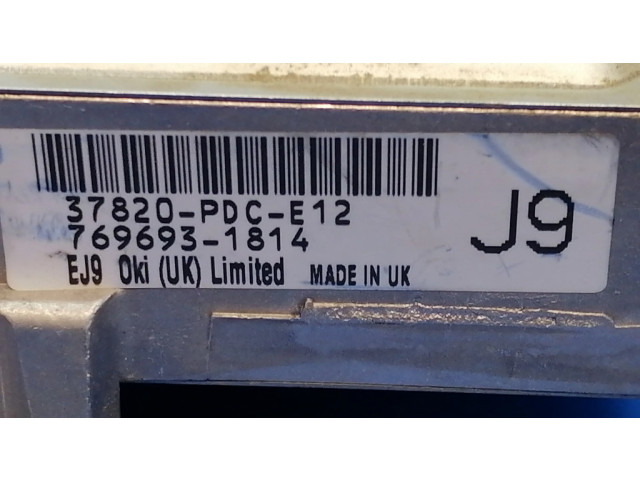 37820-PDC-E12
769693-1814
EJ9 Oki (UK) Limited MADE IN UK
J9